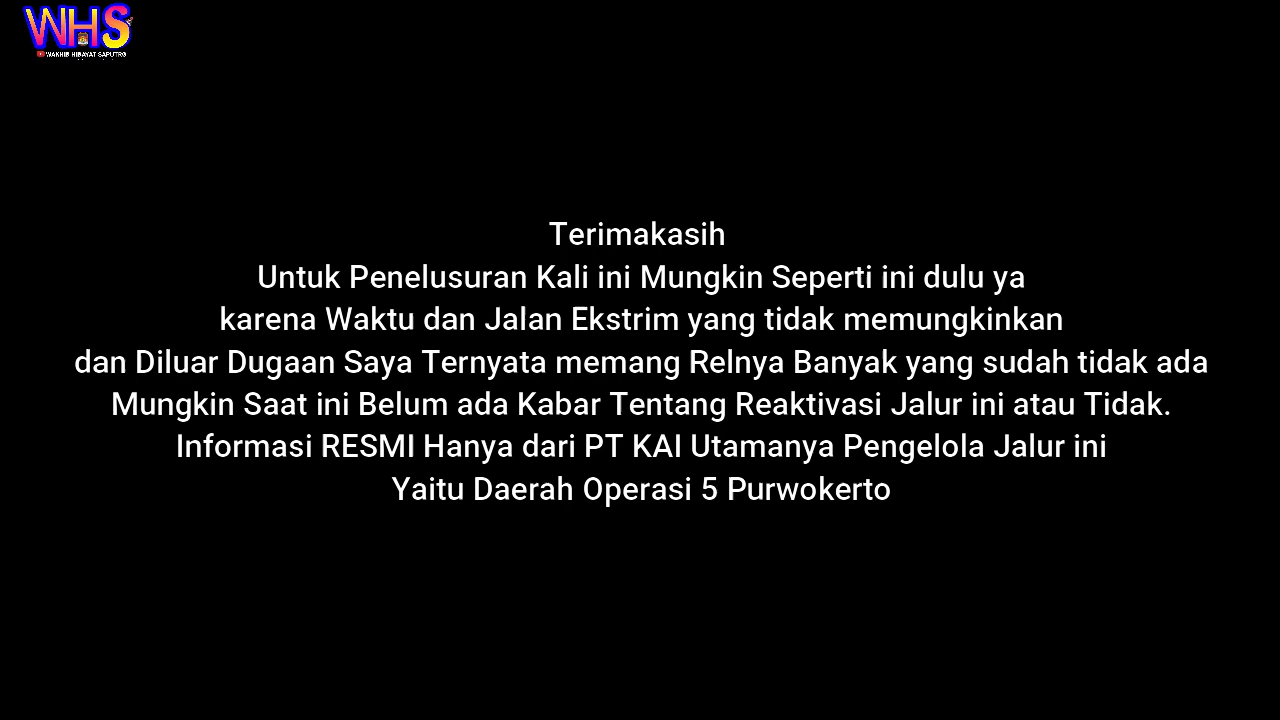 WHS
WAKHIB HIDAYAT SAPUTRO
Terimakasih
Untuk Penelusuran Kali ini Mungkin Seperti ini dulu ya
karena Waktu dan Jalan Ekstrim yang tidak memungkinkan
dan Diluar Dugaan Saya Ternyata memang Relnya Banyak yang sudah tidak ada
Mungkin Saat ini Belum ada Kabar Tentang Reaktivasi Jalur ini atau Tidak.
Informasi RESMI Hanya dari PT KAI Utamanya Pengelola Jalur ini
Yaitu Daerah Operasi 5 Purwokerto